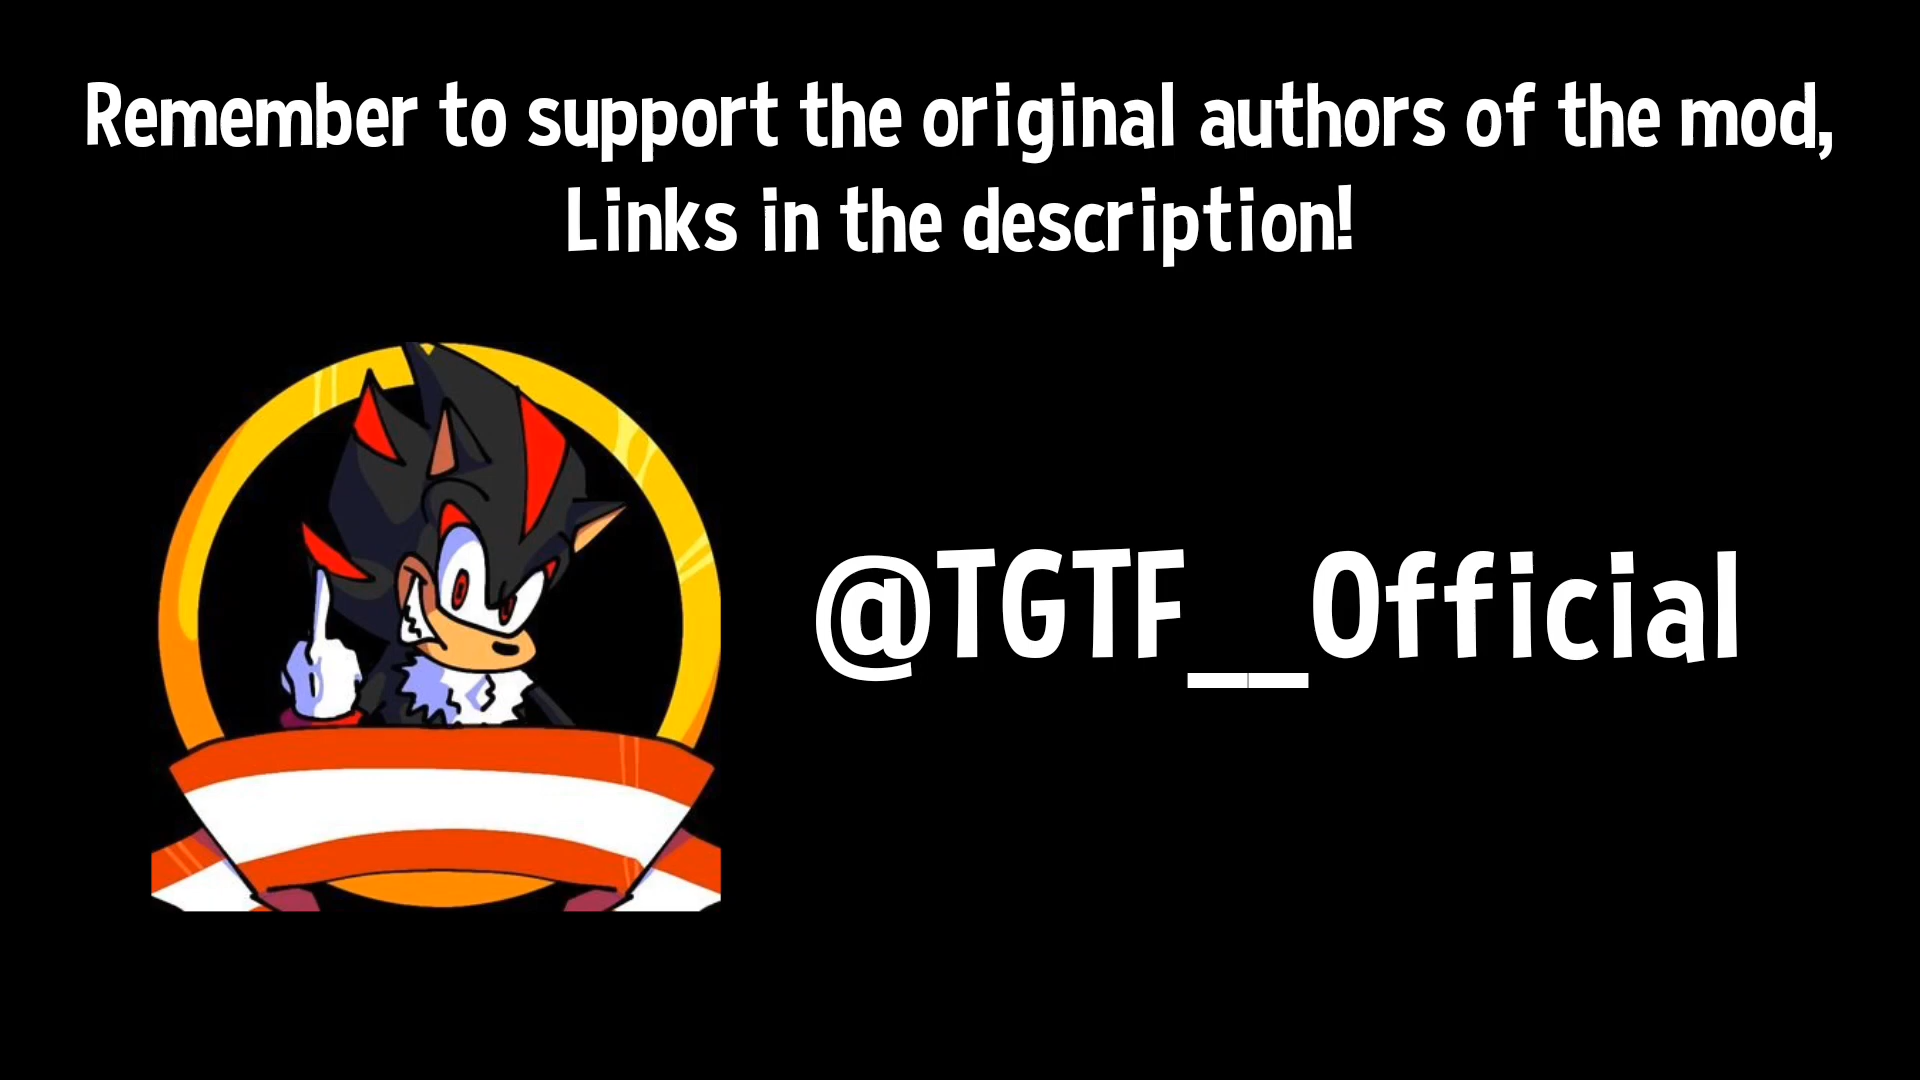 Remember to support the original authors of the mod,
Links in the description!
@TGTF__Official